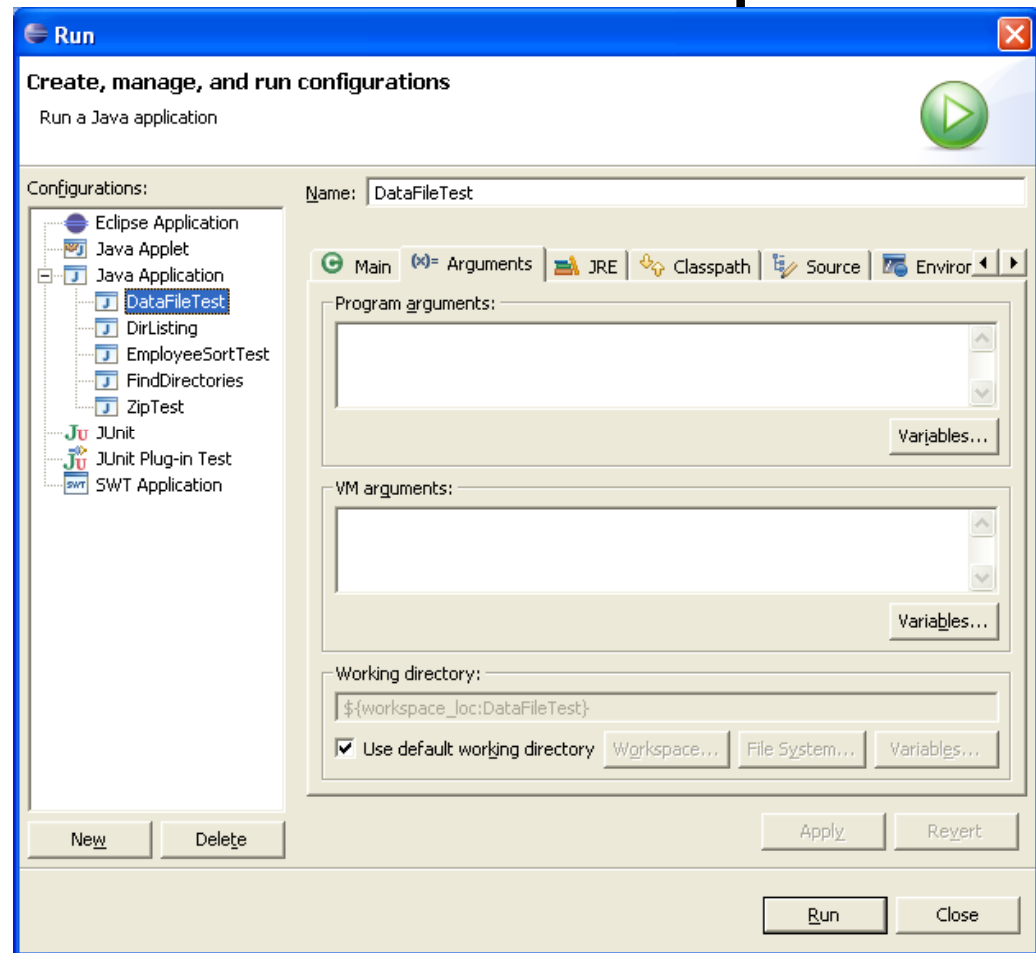 Run
Create, manage, and run configurations
Run a Java application
Configurations:
Eclipse Application
Java Applet
Java Application
DataFileTest
DirListing
EmployeeSortTest
FindDirectories
ZipTest
JUnit
JUnit Plug-in Test
SWT Application
New Delete
Name: DataFileTest
Main (x)= Arguments JRE Classpath Source Environ
Program arguments:
Variables...
VM arguments:
Variables...
Working directory:
${workspace_loc:DataFileTest}
Use default working directory Workspace... File System... Variables...
Apply Revert
Run Close